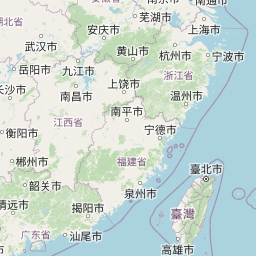 湖北省
武汉市
岳阳市
长沙市
衡阳市
郴州市
韶关市
清远市
广东省
安庆市
九江市
南昌市
江西省
芜湖市
黄山市
上饶市
南平市
福建省
揭阳市
汕尾市
南通市
上海市
杭州市
宁波市
浙江省
温州市
宁德市
泉州市
臺北市
臺灣
高雄市